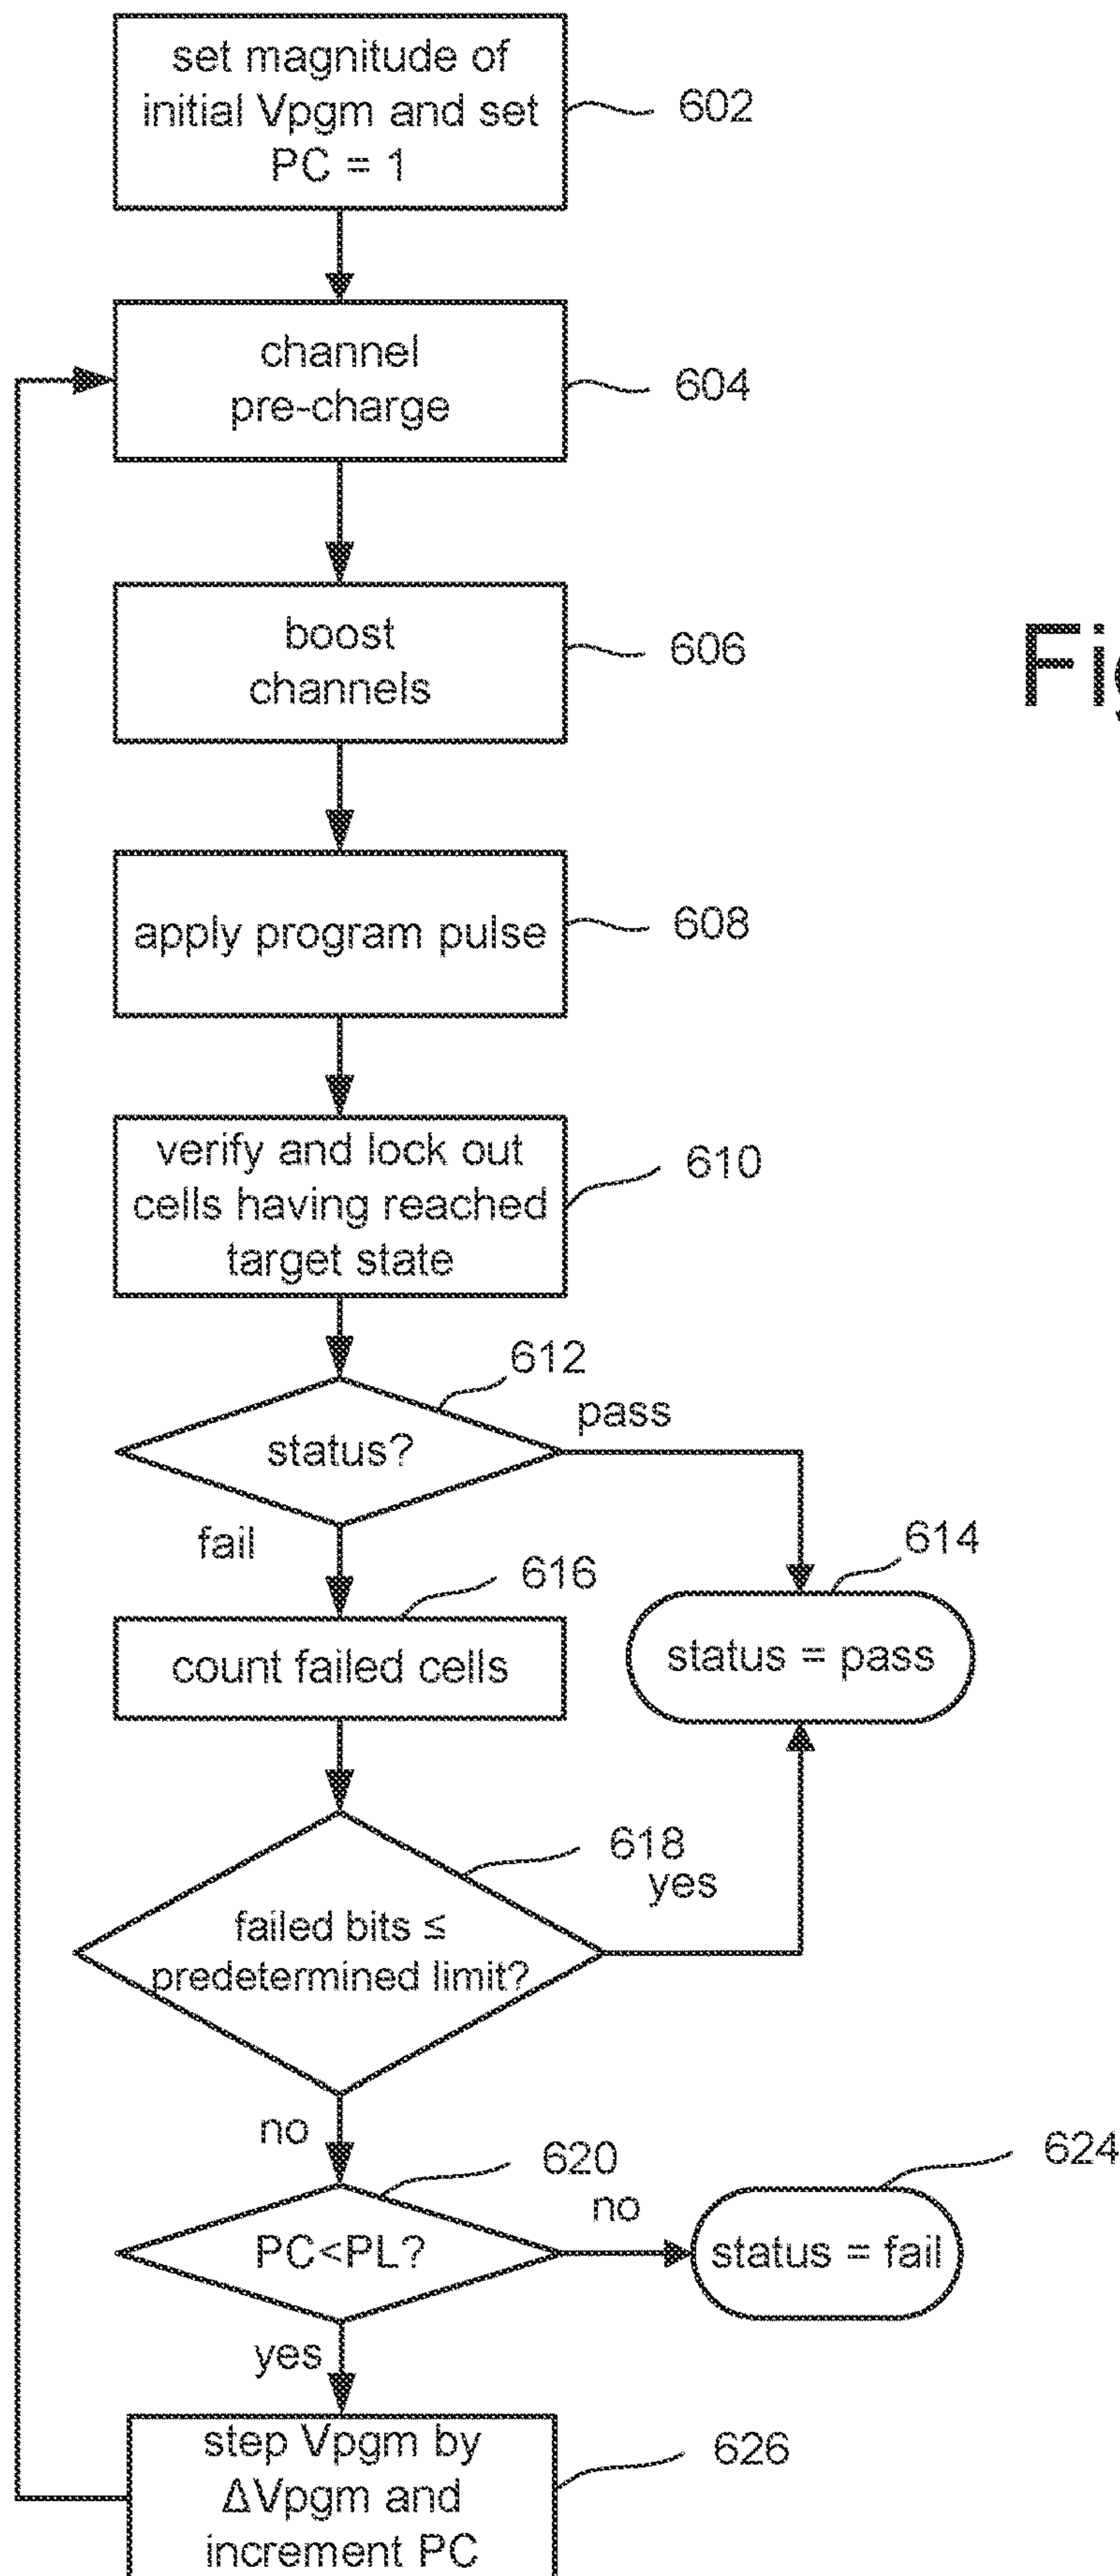 set magnitude of
initial Vpgm and set
PC = 1
602
channel
pre-charge
604
boost
channels
606
Fig
apply program pulse
608
verify and lock out
cells having reached
target state
610
612
status?
pass
fail
614
616
status = pass
count failed cells
618
yes
failed bits ≤
predetermined limit?
no
620
624
no
PC<PL?
status = fail
yes
step Vpgm by
ΔVpgm and
increment PC
626